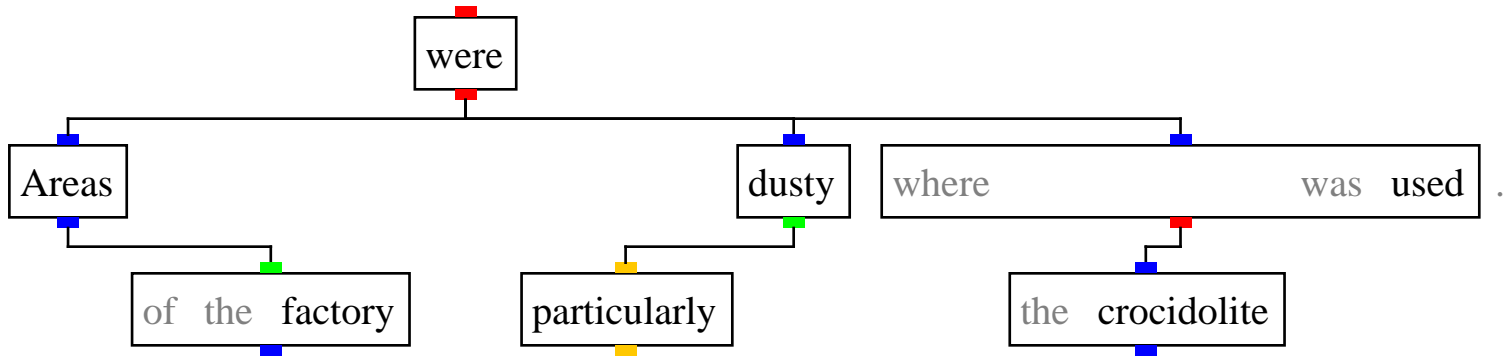 were
Areas dusty where was used .
of the factory particularly the crocidolite